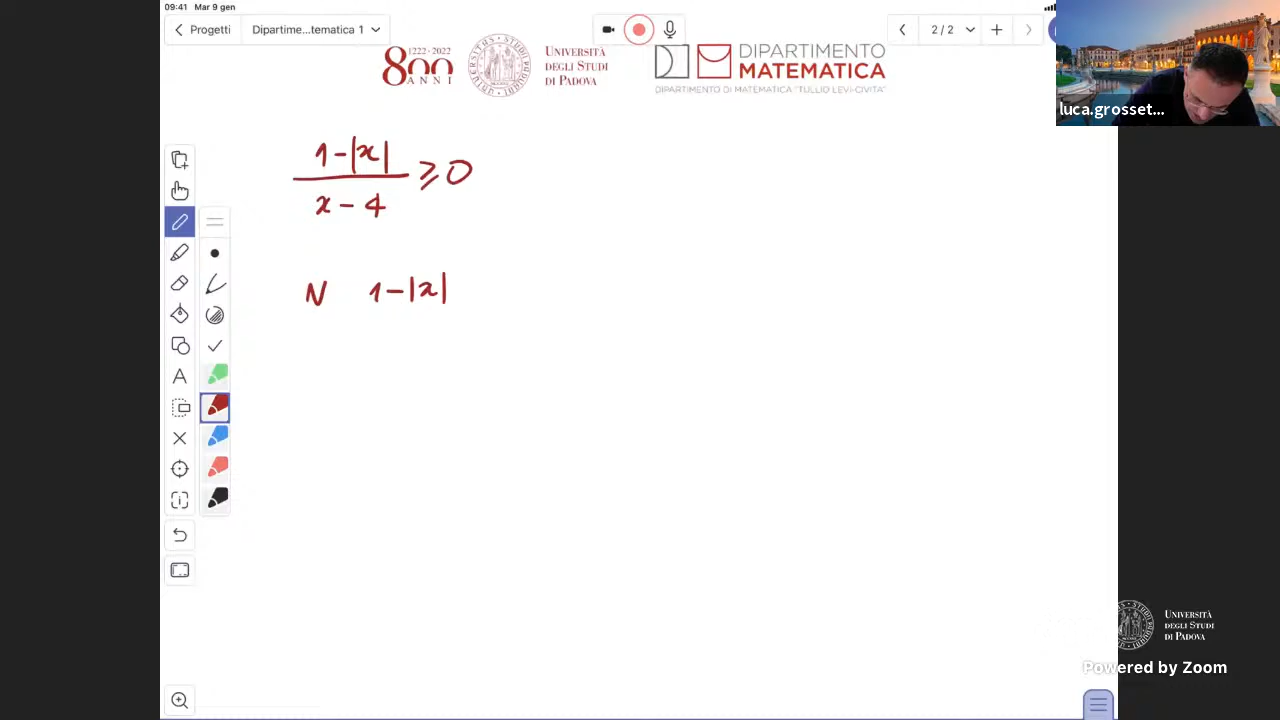 09:41 Mar 9 gen
Progetti
Dipartime...tematica 1
2/2
1222·2022
800
ANNI
UNIVERSITÀ
DEGLI STUDI
DI PADOVA
DIPARTIMENTO
MATEMATICA
DIPARTIMENTO DI MATEMATICA "TULLIO LEVI-CIVITA"
luca.grosset...
1-|x|
x-4
≥0
N 1-|x|
A
UNIVERSITÀ
DEGLI STUDI
DI PADOVA
Powered by Zoom